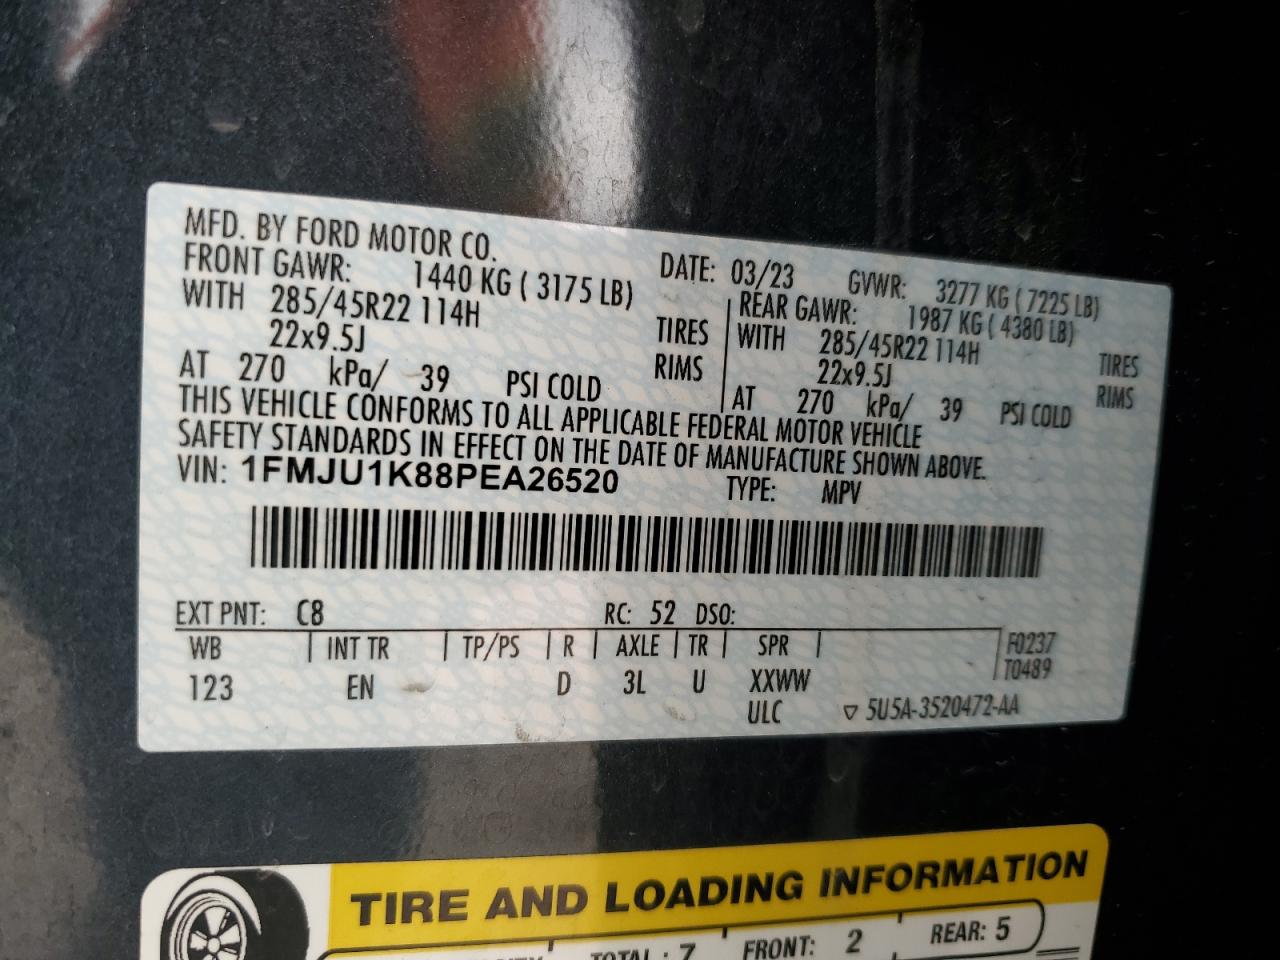 MFD. BY FORD MOTOR CO.
DATE: 03/23 GVWR: 3277 KG ( 7225 LB)
FRONT GAWR: 1440 KG ( 3175 LB)
WITH 285/45R22 114H TIRES
22x9.5J RIMS
AT 270 kPa/ 39 PSI COLD
REAR GAWR: 1987 KG ( 4380 LB)
WITH 285/45R22 114H TIRES
22x9.5J RIMS
AT 270 kPa/ 39 PSI COLD
THIS VEHICLE CONFORMS TO ALL APPLICABLE FEDERAL MOTOR VEHICLE
SAFETY STANDARDS IN EFFECT ON THE DATE OF MANUFACTURE SHOWN ABOVE.
VIN: 1FMJU1K88PEA26520 TYPE: MPV
EXT PNT: C8 RC: 52 DSO:
WB INT TR TP/PS R AXLE TR SPR F0237
123 EN D 3L U XXWW T0489
ULC ▽ 5U5A-3520472-AA
TIRE AND LOADING INFORMATION
TOTAL : 7 FRONT: 2 REAR: 5